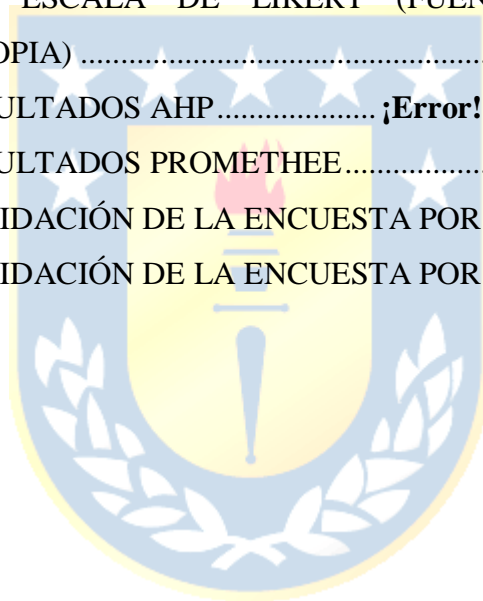 ESCALA DE LIKERT (FUEN
OPIA) ..............................................
ULTADOS AHP ................... ¡Error!
ULTADOS PROMETHEE ......................
IDACIÓN DE LA ENCUESTA POR
IDACIÓN DE LA ENCUESTA POR